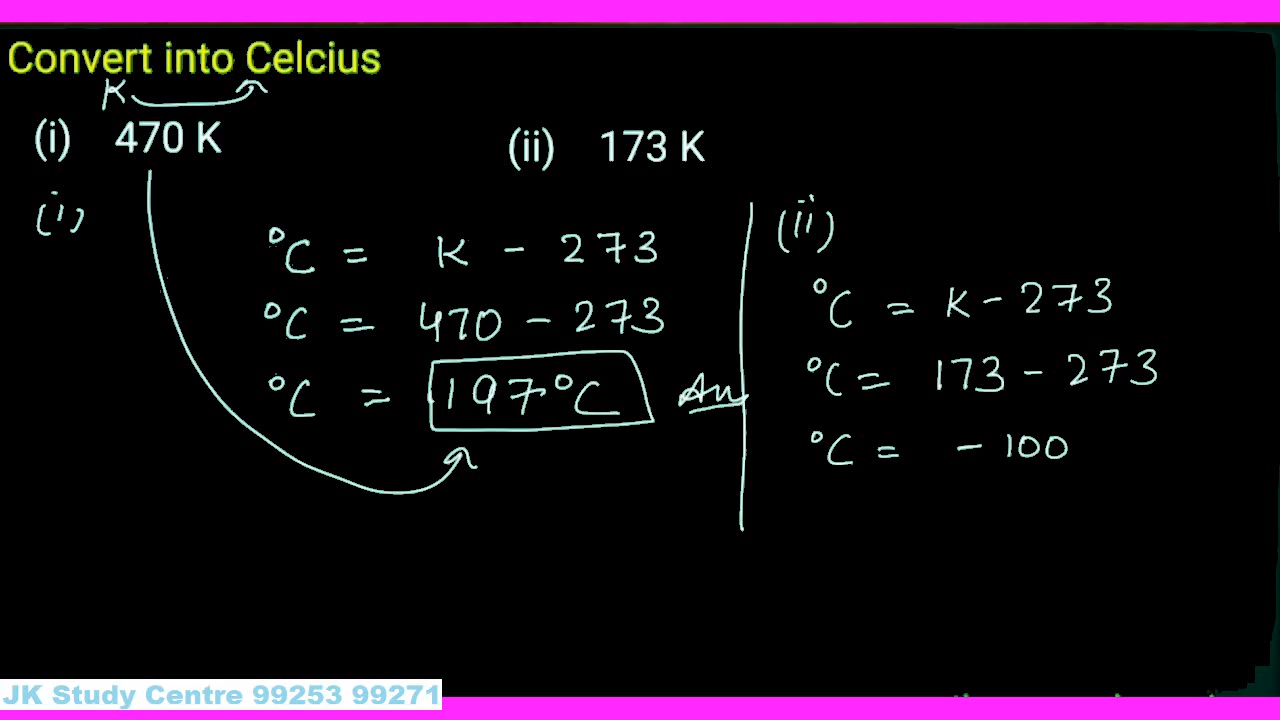 Convert into Celcius
K
(i) 470 K (ii) 173 K
(i)
°C = K - 273
°C = 470 - 273
°C = 197°C Ans
(ii)
°C = K - 273
°C = 173 - 273
°C = - 100
JK Study Centre 99253 99271